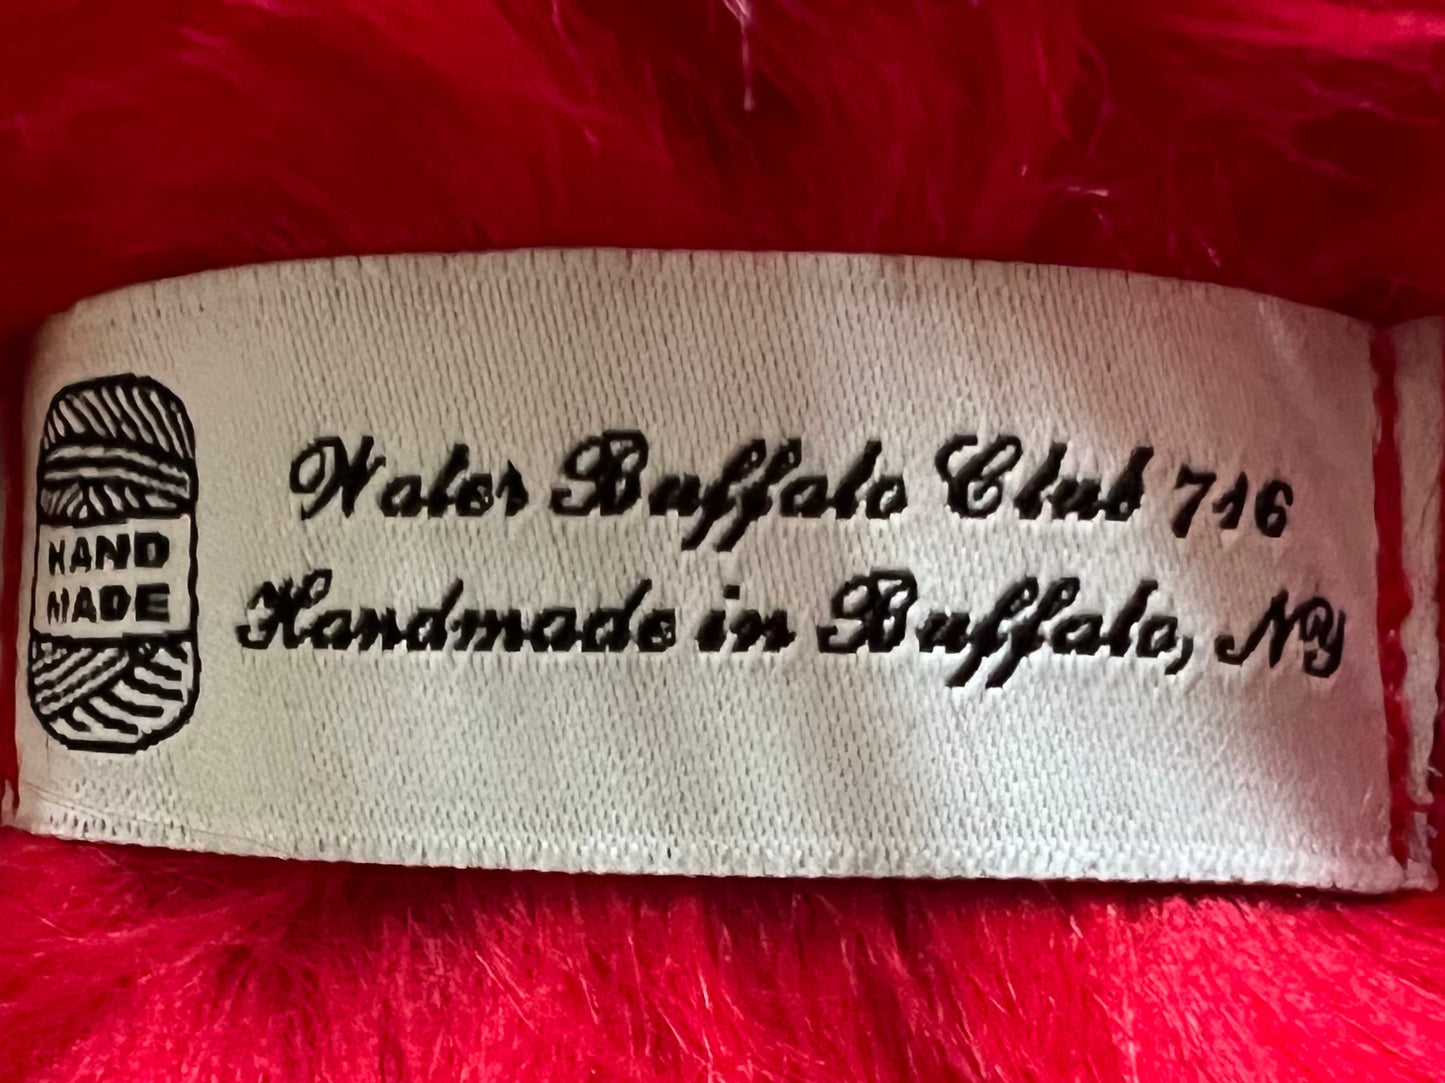 HAND
MADE
Water Buffalo Club 716
Handmade in Buffalo, NY